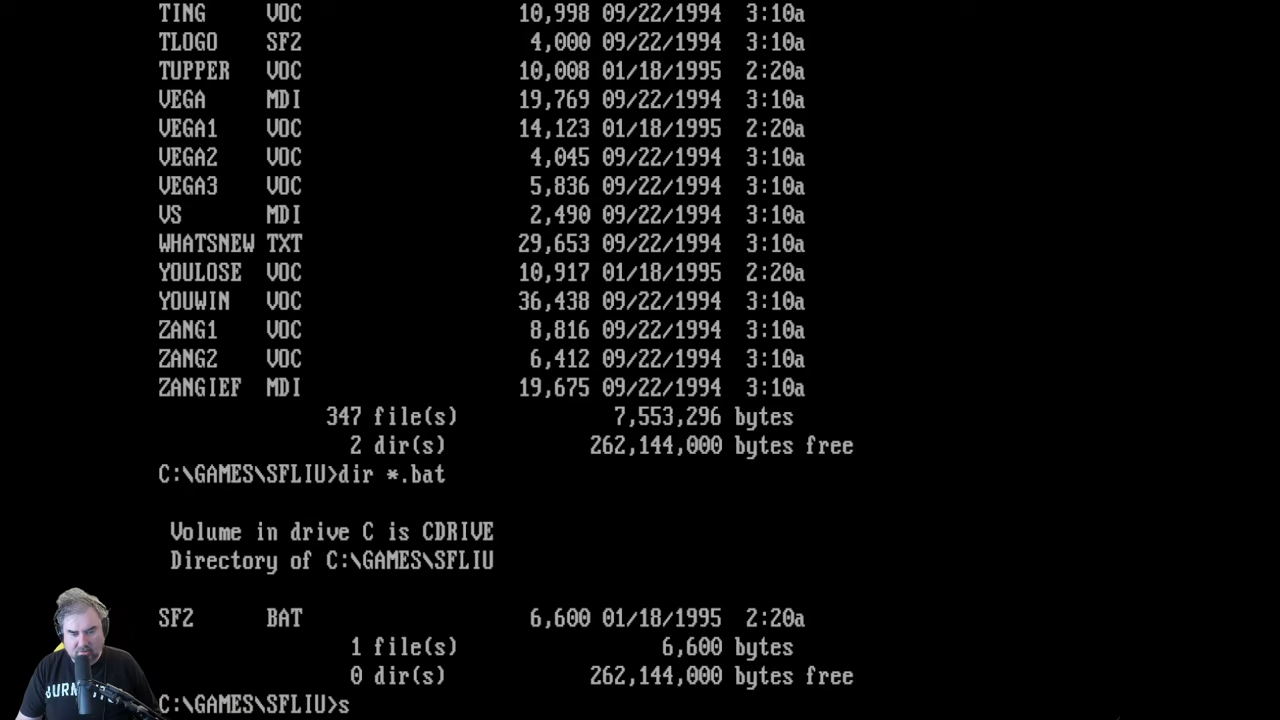 TING VOC 10,998 09/22/1994 3:10a
TLOGO SF2 4,000 09/22/1994 3:10a
TUPPER VOC 10,008 01/18/1995 2:20a
VEGA MDI 19,769 09/22/1994 3:10a
VEGA1 VOC 14,123 01/18/1995 2:20a
VEGA2 VOC 4,045 09/22/1994 3:10a
VEGA3 VOC 5,836 09/22/1994 3:10a
VS MDI 2,490 09/22/1994 3:10a
WHATSNEW TXT 29,653 09/22/1994 3:10a
YOULOSE VOC 10,917 01/18/1995 2:20a
YOUWIN VOC 36,438 09/22/1994 3:10a
ZANG1 VOC 8,816 09/22/1994 3:10a
ZANG2 VOC 6,412 09/22/1994 3:10a
ZANGIEF MDI 19,675 09/22/1994 3:10a
347 file(s) 7,553,296 bytes
2 dir(s) 262,144,000 bytes free
C:\GAMES\SFLIU>dir *.bat
Volume in drive C is CDRIVE
Directory of C:\GAMES\SFLIU
SF2 BAT 6,600 01/18/1995 2:20a
1 file(s) 6,600 bytes
0 dir(s) 262,144,000 bytes free
C:\GAMES\SFLIU>s